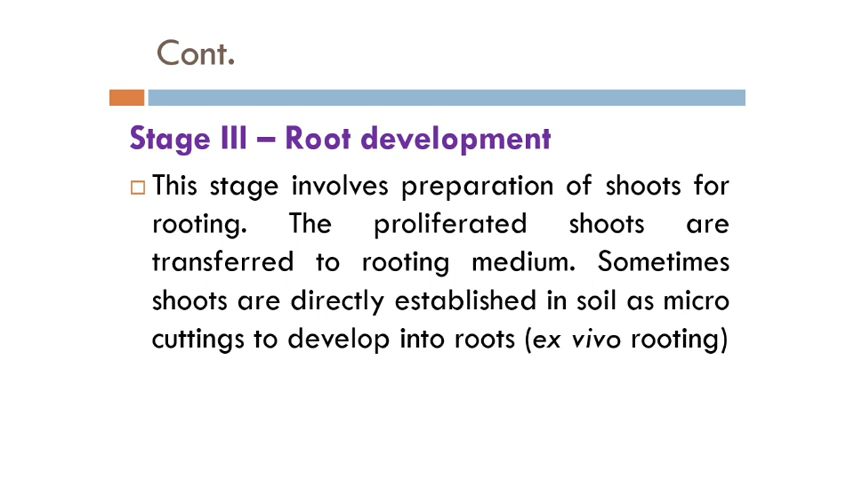 Cont.
Stage III – Root development
This stage involves preparation of shoots for
rooting. The proliferated shoots are
transferred to rooting medium. Sometimes
shoots are directly established in soil as micro
cuttings to develop into roots (ex vivo rooting)